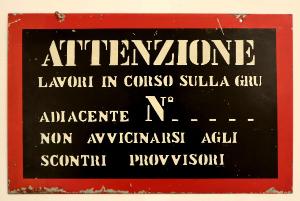 ATTENZIONE
LAVORI IN CORSO SULLA GRU
ADIACENTE N° _ _ _ _ _
NON AVVICINARSI AGLI
SCONTRI PROVVISORI